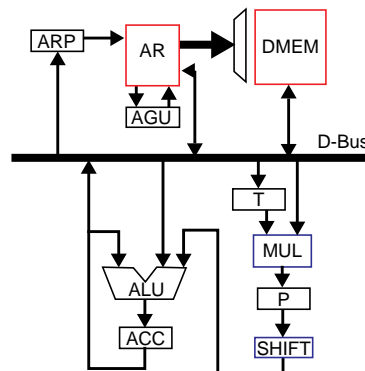 ARP
AR
DMEM
AGU
D-Bus
T
MUL
ALU
P
ACC
SHIFT